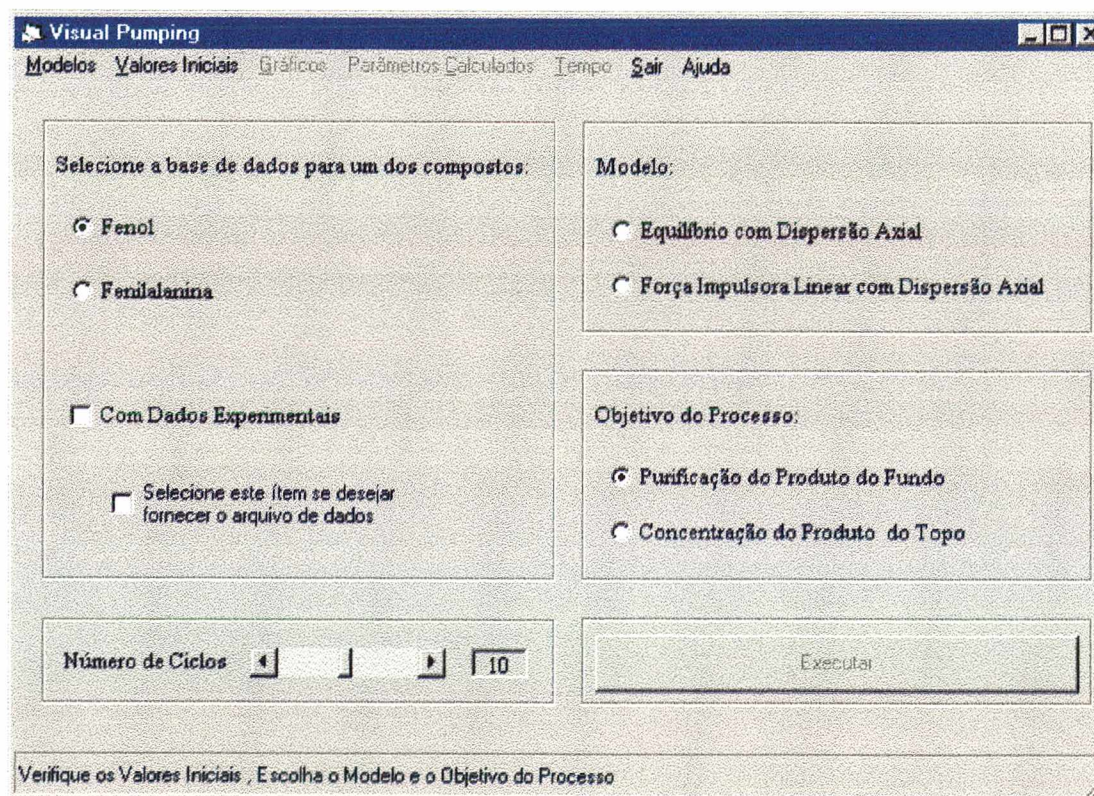 Visual Pumping
Modelos Valores Iniciais Gráficos Parâmetros Calculados Tempo Sair Ajuda
Selecione a base de dados para um dos compostos:
Fenol
Fenilalanina
Com Dados Experimentais
Selecione este ítem se desejar
fornecer o arquivo de dados
Número de Ciclos 10
Modelo:
Equilíbrio com Dispersão Axial
Força Impulsora Linear com Dispersão Axial
Objetivo do Processo:
Purificação do Produto do Fundo
Concentração do Produto do Topo
Executar
Verifique os Valores Iniciais , Escolha o Modelo e o Objetivo do Processo